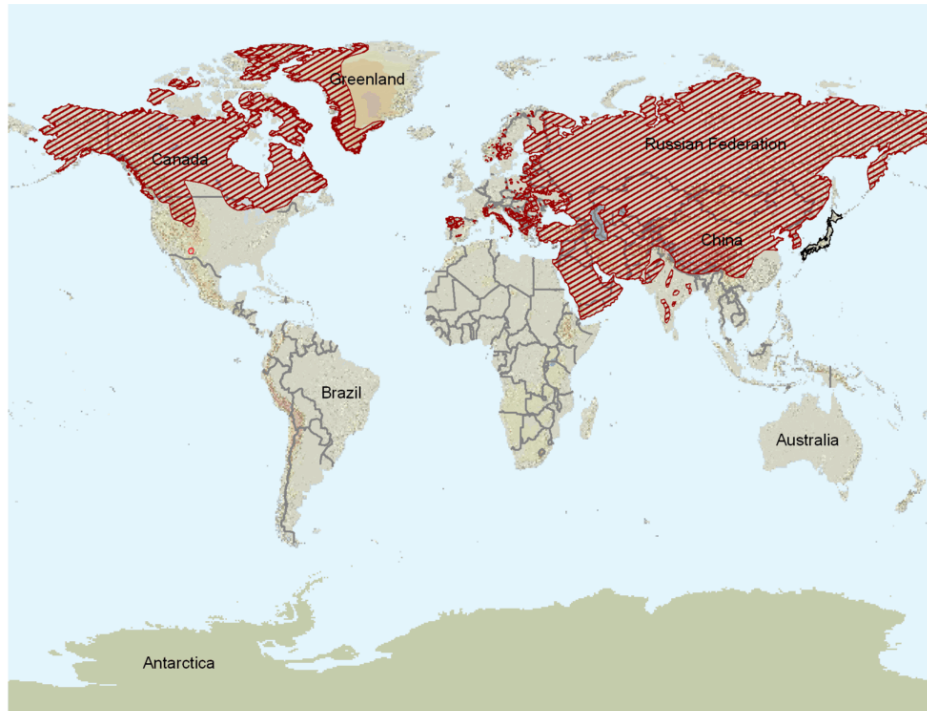 Greenland
Canada
Russian Federation
China
Brazil
Australia
Antarctica